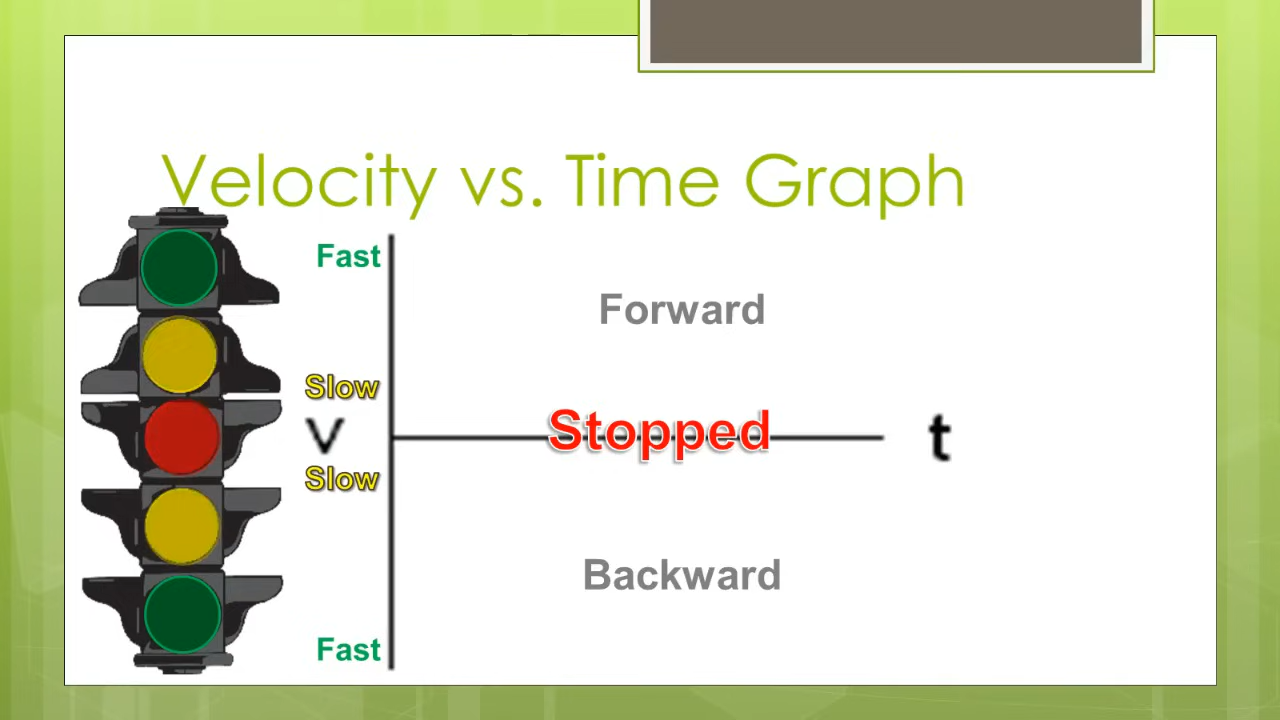 Velocity vs. Time Graph
Fast
Forward
Slow
v
Stopped
t
Slow
Backward
Fast